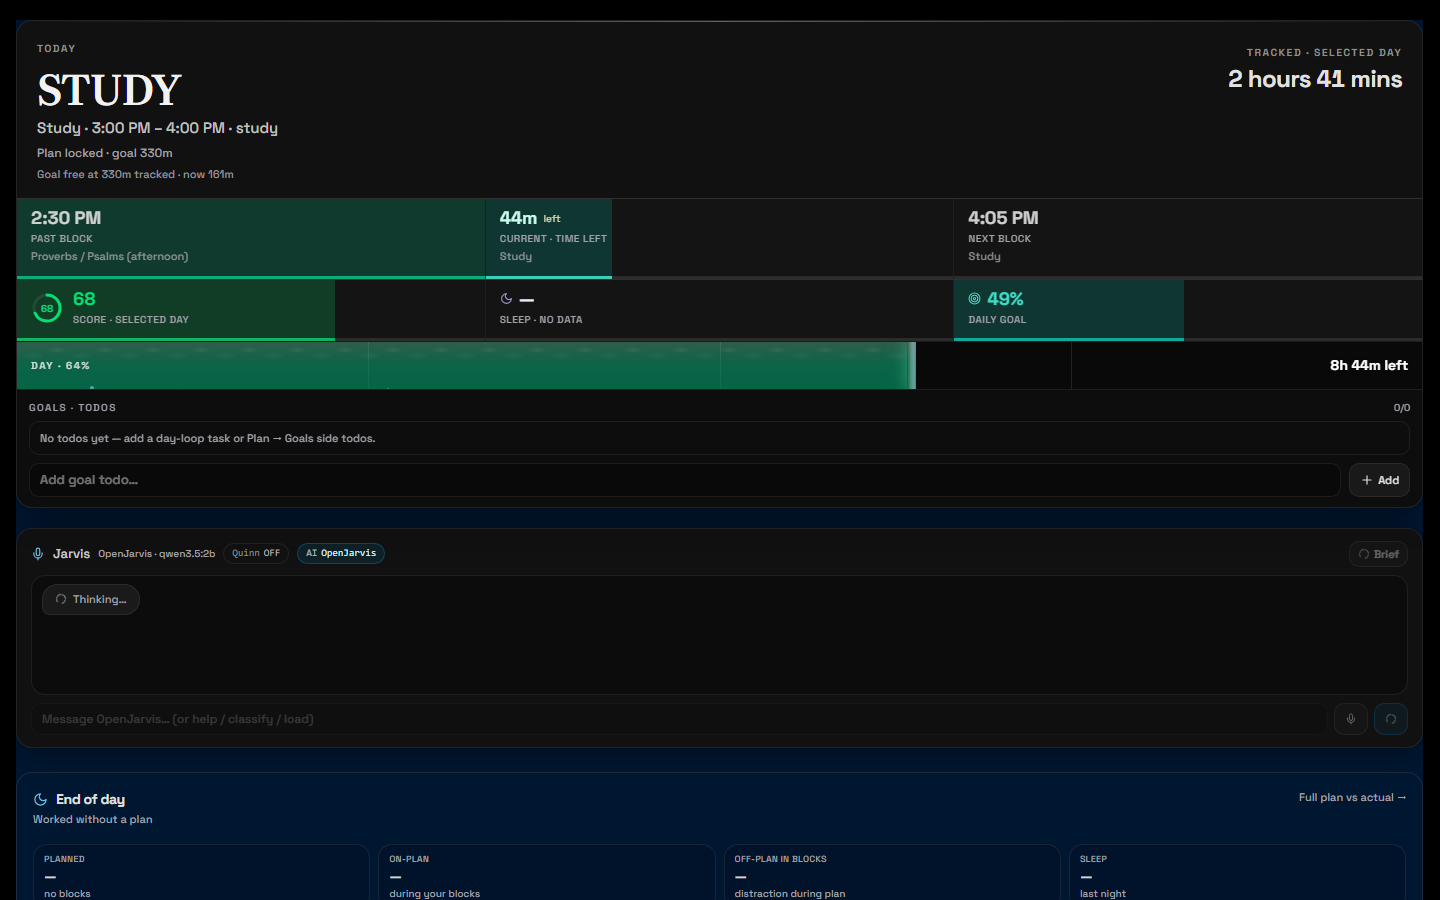 TODAY
STUDY
Study · 3:00 PM – 4:00 PM · study
Plan locked · goal 330m
Goal free at 330m tracked · now 161m
TRACKED · SELECTED DAY
2 hours 41 mins
2:30 PM
PAST BLOCK
Proverbs / Psalms (afternoon)
44m left
CURRENT · TIME LEFT
Study
4:05 PM
NEXT BLOCK
Study
68
68
SCORE · SELECTED DAY
—
SLEEP · NO DATA
49%
DAILY GOAL
DAY · 64%
8h 44m left
GOALS · TODOS
0/0
No todos yet — add a day-loop task or Plan → Goals side todos.
Add goal todo...
+ Add
Jarvis OpenJarvis · qwen3.5:2b Quinn OFF AI OpenJarvis
Brief
Thinking...
Message OpenJarvis... (or help / classify / load)
End of day
Full plan vs actual →
Worked without a plan
PLANNED
—
no blocks
ON-PLAN
—
during your blocks
OFF-PLAN IN BLOCKS
—
distraction during plan
SLEEP
—
last night